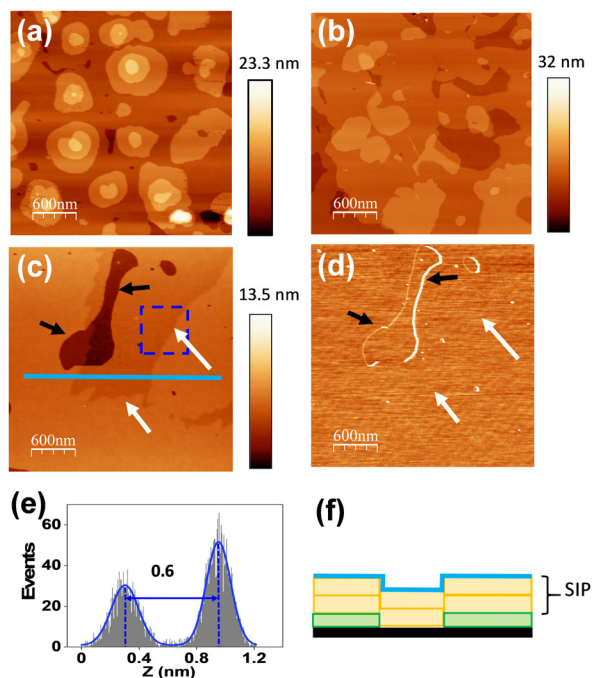 (a)
23.3 nm
600nm
(b)
32 nm
600nm
(c)
13.5 nm
600nm
(d)
600nm
(e)
Events
60
40
20
0
0.6
0 0.4 0.8 1.2
Z (nm)
(f)
SIP